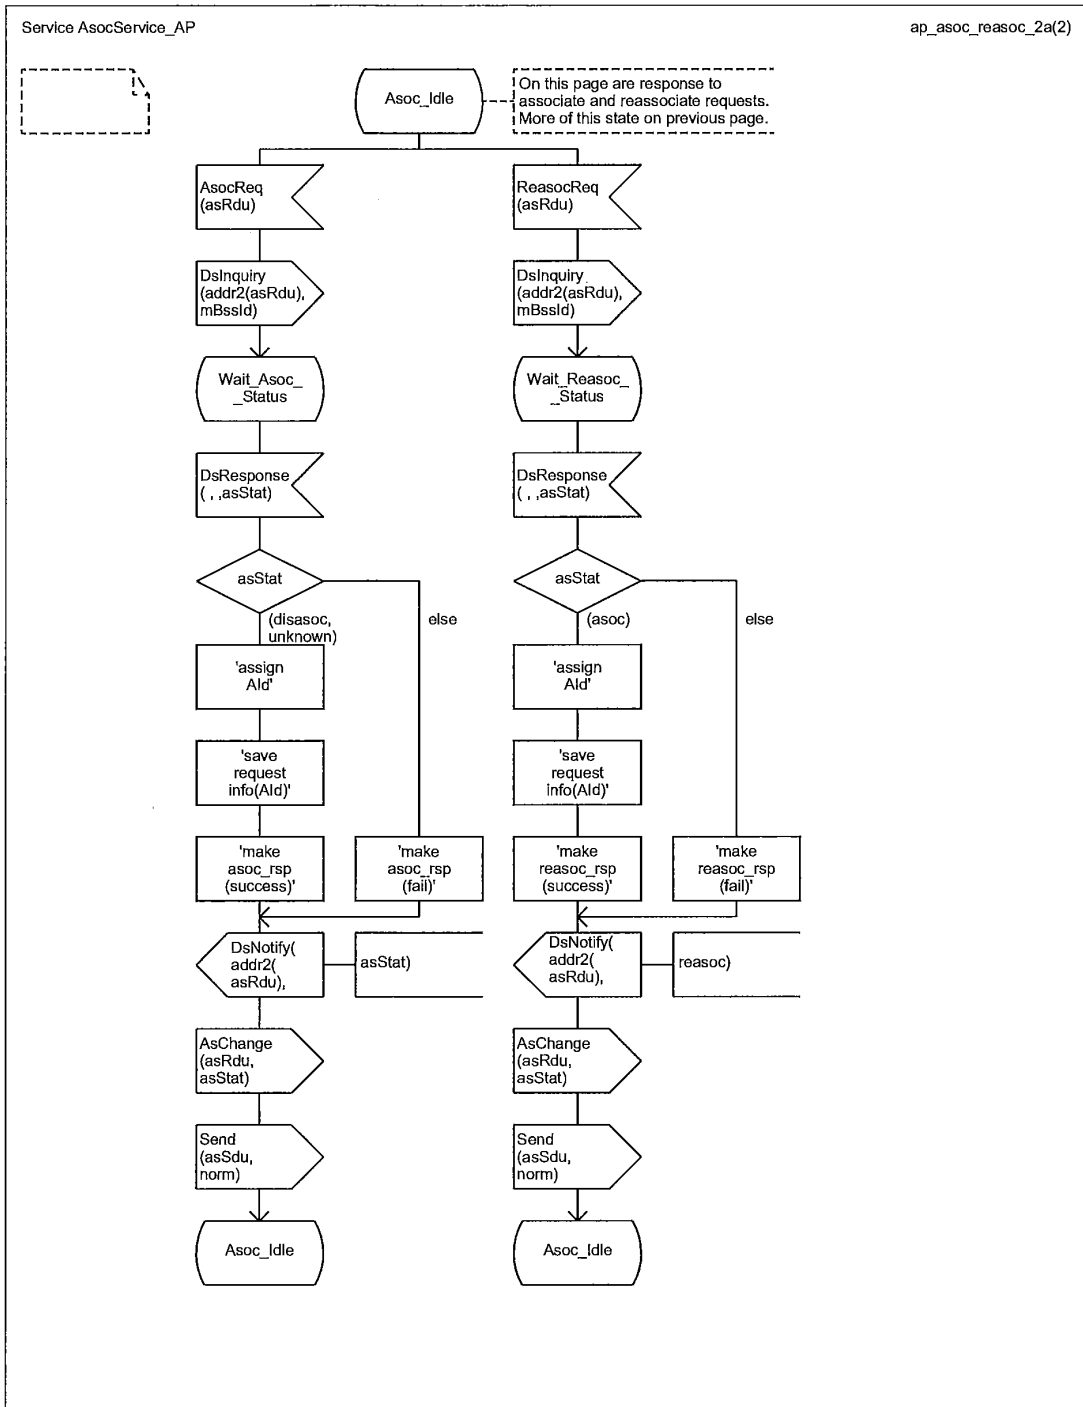 Service AsocService_AP
ap_asoc_reasoc_2a(2)
Asoc_Idle
On this page are response to
associate and reassociate requests.
More of this state on previous page.
AsocReq
(asRdu)
DsInquiry
(addr2(asRdu),
mBssId)
Wait_Asoc_
_Status
DsResponse
( , ,asStat)
asStat
(disasoc,
unknown)
else
'assign
AId'
'save
request
info(AId)'
'make
asoc_rsp
(success)'
'make
asoc_rsp
(fail)'
DsNotify(
addr2(
asRdu),
asStat)
AsChange
(asRdu,
asStat)
Send
(asSdu,
norm)
Asoc_Idle
ReasocReq
(asRdu)
DsInquiry
(addr2(asRdu),
mBssId)
Wait_Reasoc_
_Status
DsResponse
( , ,asStat)
asStat
(asoc)
else
'assign
AId'
'save
request
info(AId)'
'make
reasoc_rsp
(success)'
'make
reasoc_rsp
(fail)'
DsNotify(
addr2(
asRdu),
reasoc)
AsChange
(asRdu,
asStat)
Send
(asSdu,
norm)
Asoc_Idle